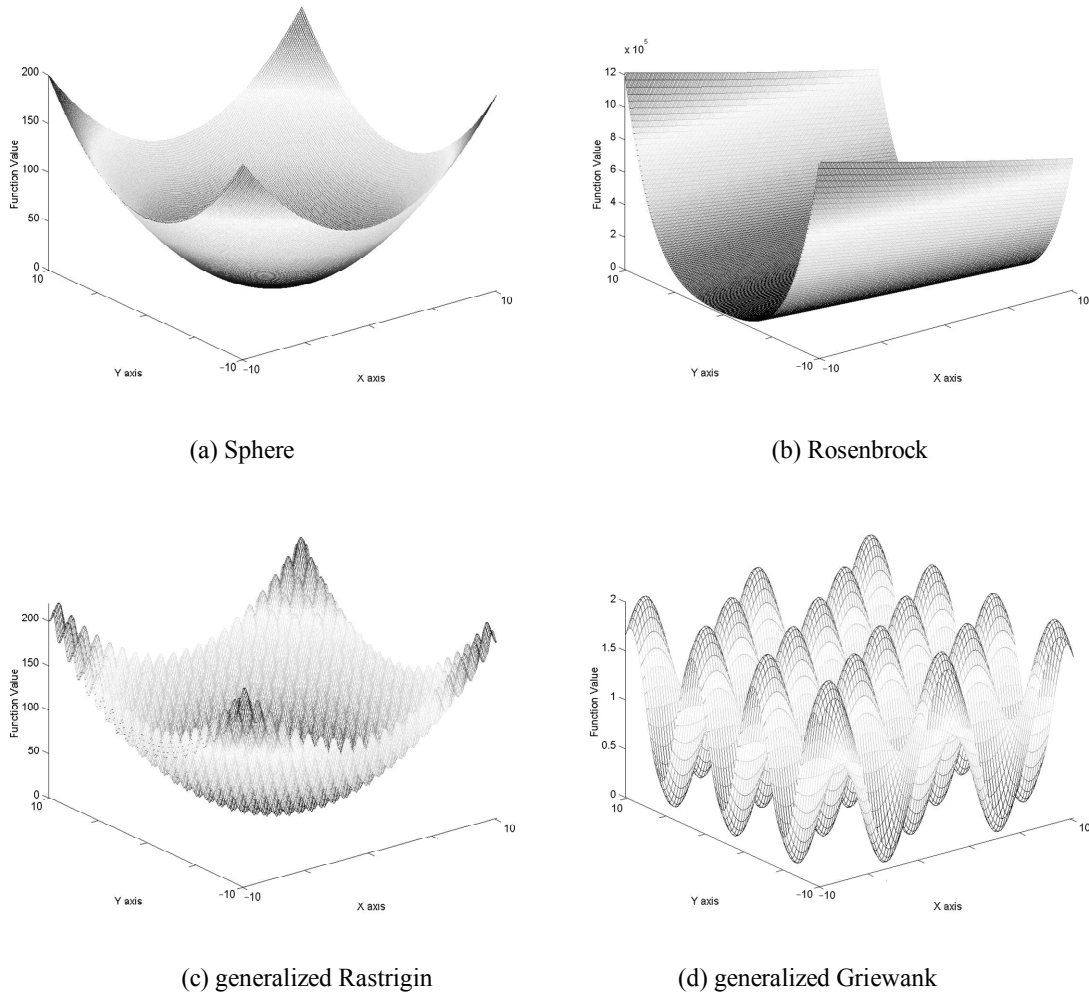 200
150
100
50
0
Function Value
10
Y axis
−10
−10
X axis
10
(a) Sphere
x 10^5
12
10
8
6
4
2
0
Function Value
10
Y axis
−10
−10
X axis
10
(b) Rosenbrock
200
150
100
50
0
Function Value
10
Y axis
−10
−10
X axis
10
(c) generalized Rastrigin
2
1.5
1
0.5
0
Function Value
10
Y axis
−10
−10
X axis
10
(d) generalized Griewank